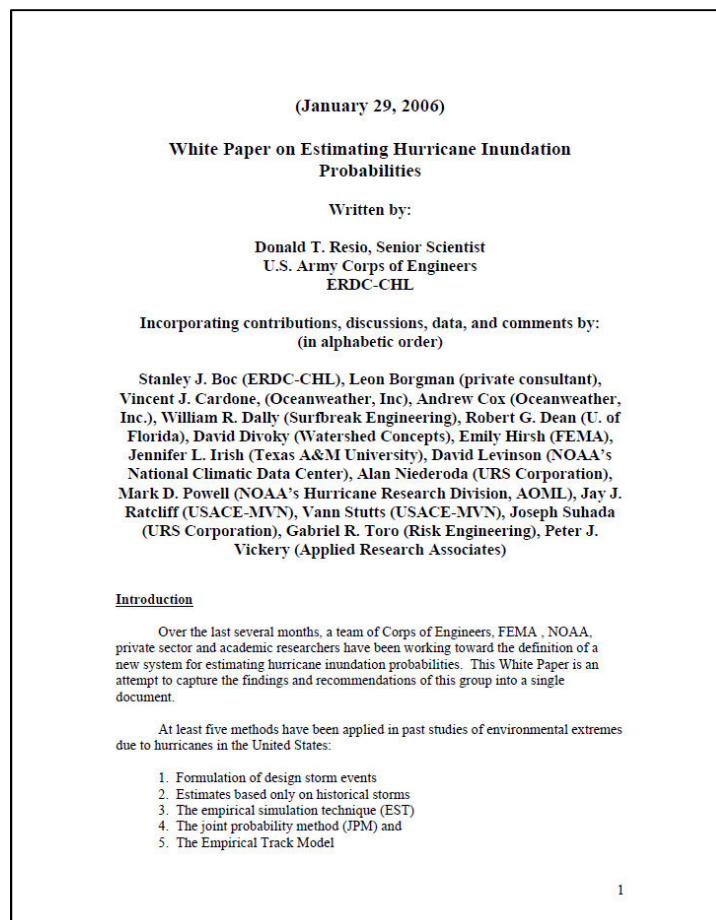 (January 29, 2006)
White Paper on Estimating Hurricane Inundation
Probabilities
Written by:
Donald T. Resio, Senior Scientist
U.S. Army Corps of Engineers
ERDC-CHL
Incorporating contributions, discussions, data, and comments by:
(in alphabetic order)
Stanley J. Boc (ERDC-CHL), Leon Borgman (private consultant),
Vincent J. Cardone, (Oceanweather, Inc), Andrew Cox (Oceanweather,
Inc.), William R. Dally (Surfbreak Engineering), Robert G. Dean (U. of
Florida), David Divoky (Watershed Concepts), Emily Hirsh (FEMA),
Jennifer L. Irish (Texas A&M University), David Levinson (NOAA's
National Climatic Data Center), Alan Niederoda (URS Corporation),
Mark D. Powell (NOAA's Hurricane Research Division, AOML), Jay J.
Ratcliff (USACE-MVN), Vann Stutts (USACE-MVN), Joseph Suhada
(URS Corporation), Gabriel R. Toro (Risk Engineering), Peter J.
Vickery (Applied Research Associates)
Introduction
Over the last several months, a team of Corps of Engineers, FEMA , NOAA,
private sector and academic researchers have been working toward the definition of a
new system for estimating hurricane inundation probabilities. This White Paper is an
attempt to capture the findings and recommendations of this group into a single
document.
At least five methods have been applied in past studies of environmental extremes
due to hurricanes in the United States:
1. Formulation of design storm events
2. Estimates based only on historical storms
3. The empirical simulation technique (EST)
4. The joint probability method (JPM) and
5. The Empirical Track Model
1